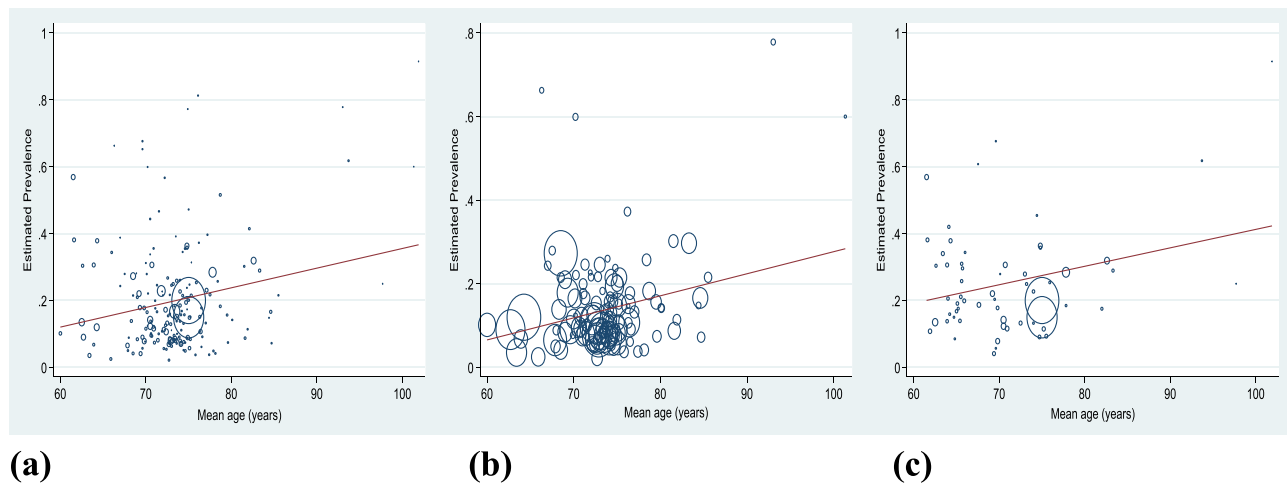 1
.8
.6
.4
.2
0
Estimated Prevalence
60 70 80 90 100
Mean age (years)
(a)
.8
.6
.4
.2
0
Estimated Prevalence
60 70 80 90 100
Mean age (years)
(b)
1
.8
.6
.4
.2
0
Estimated Prevalence
60 70 80 90 100
Mean age (years)
(c)